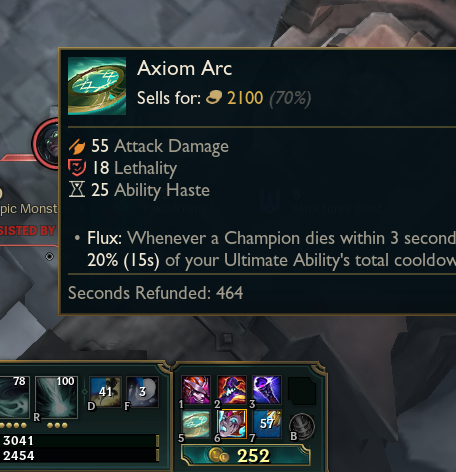 Axiom Arc
Sells for: 2100 (70%)
55 Attack Damage
18 Lethality
25 Ability Haste
pic Monst
SISTED BY
• Flux: Whenever a Champion dies within 3 second
20% (15s) of your Ultimate Ability's total cooldow
Seconds Refunded: 464
78
100
R
41
D
3
F
1
2
3
5
6
57
7
B
3041
2454
252